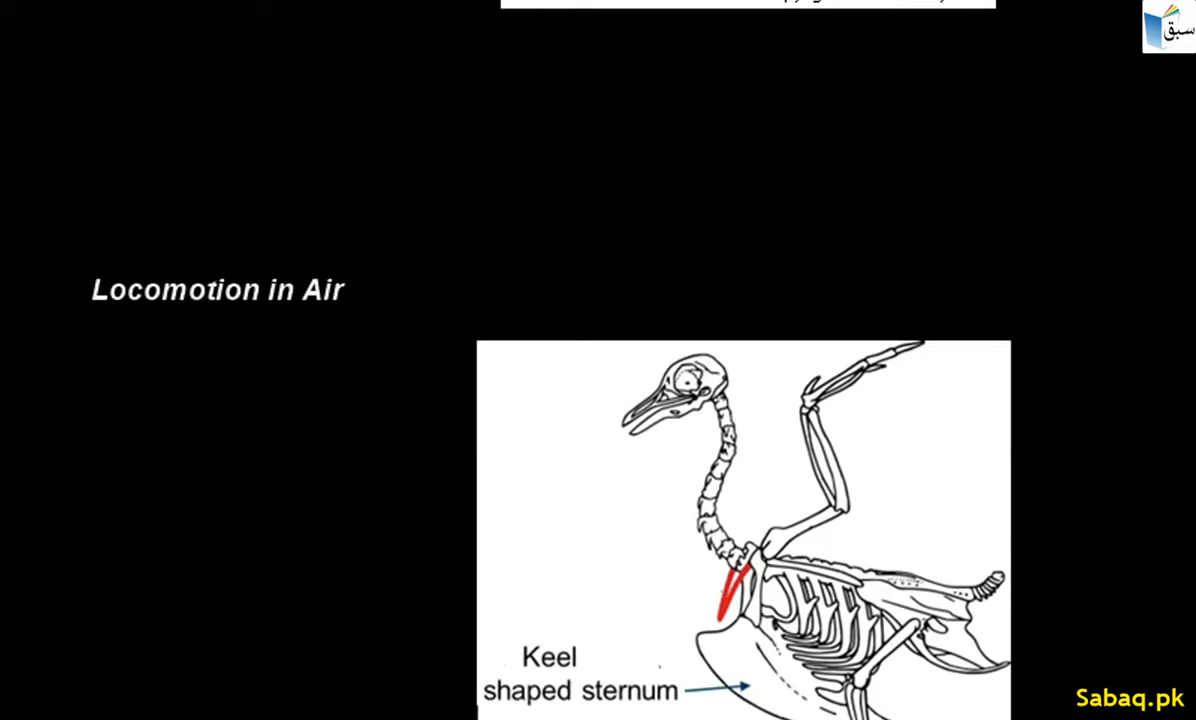 سبق
Locomotion in Air
Keel
shaped sternum
Sabaq.pk